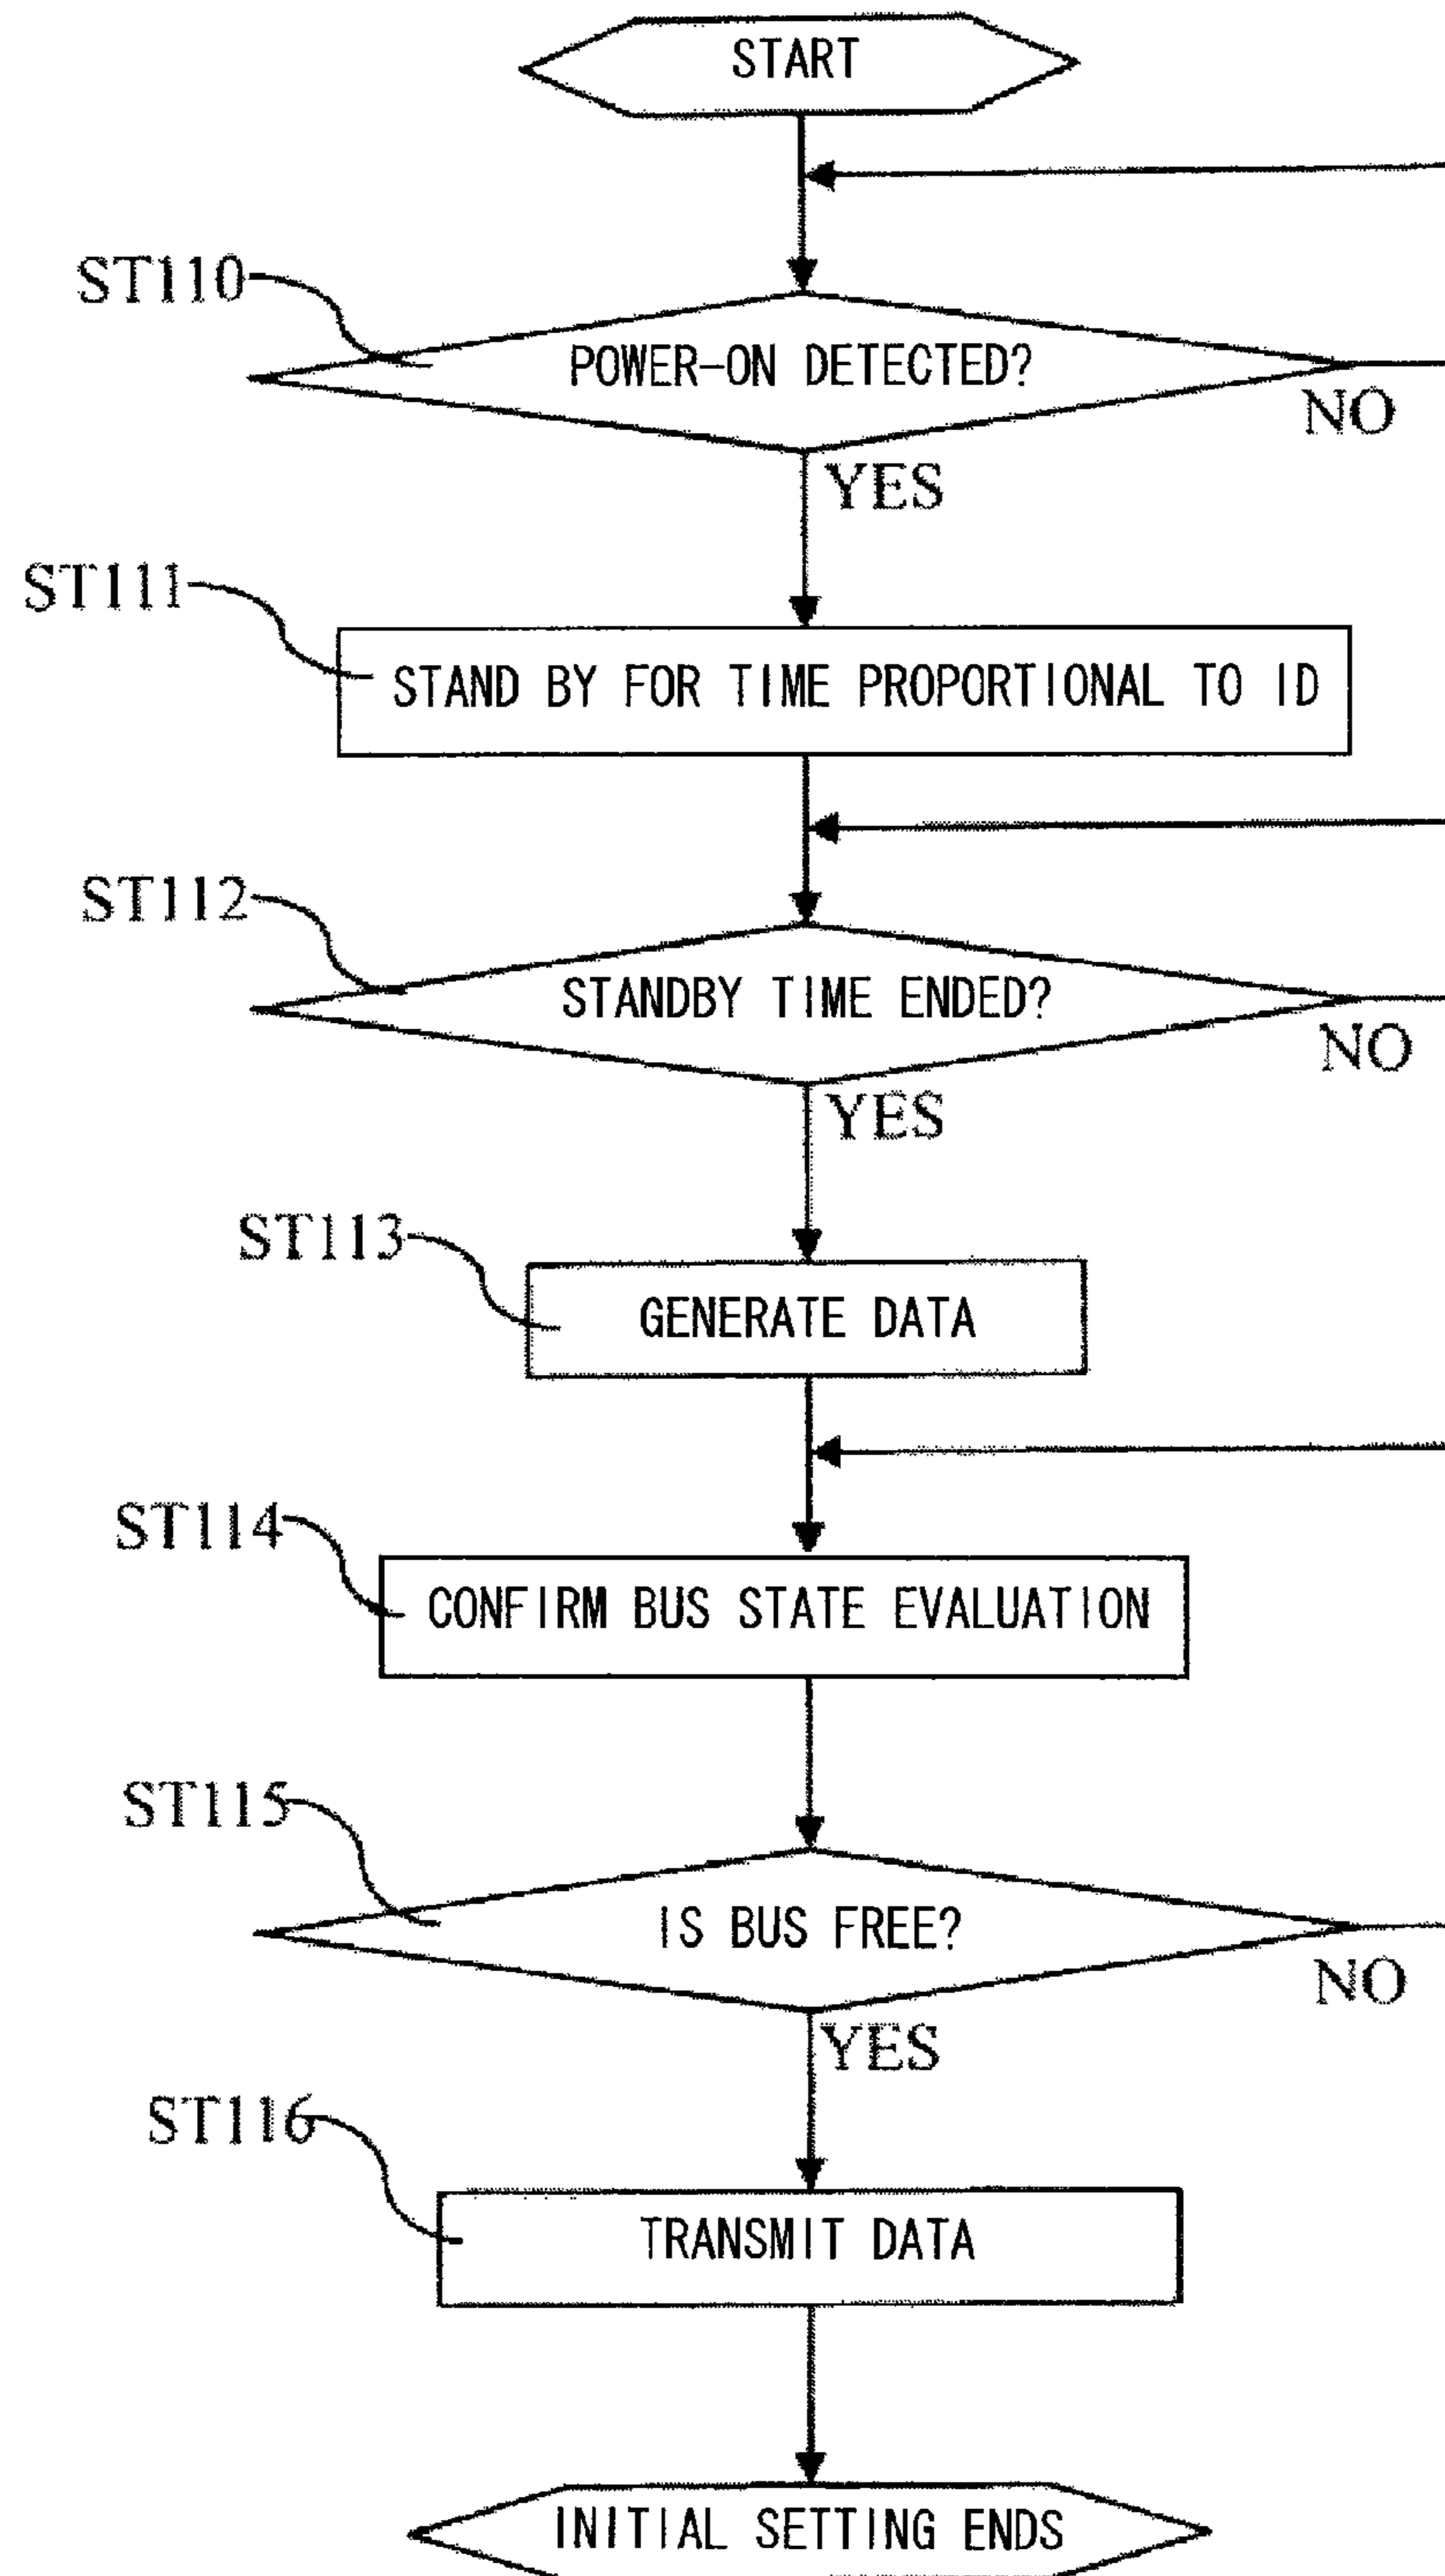 START
ST110
POWER-ON DETECTED?
NO
YES
ST111
STAND BY FOR TIME PROPORTIONAL TO ID
ST112
STANDBY TIME ENDED?
NO
YES
ST113
GENERATE DATA
ST114
CONFIRM BUS STATE EVALUATION
ST115
IS BUS FREE?
NO
YES
ST116
TRANSMIT DATA
INITIAL SETTING ENDS